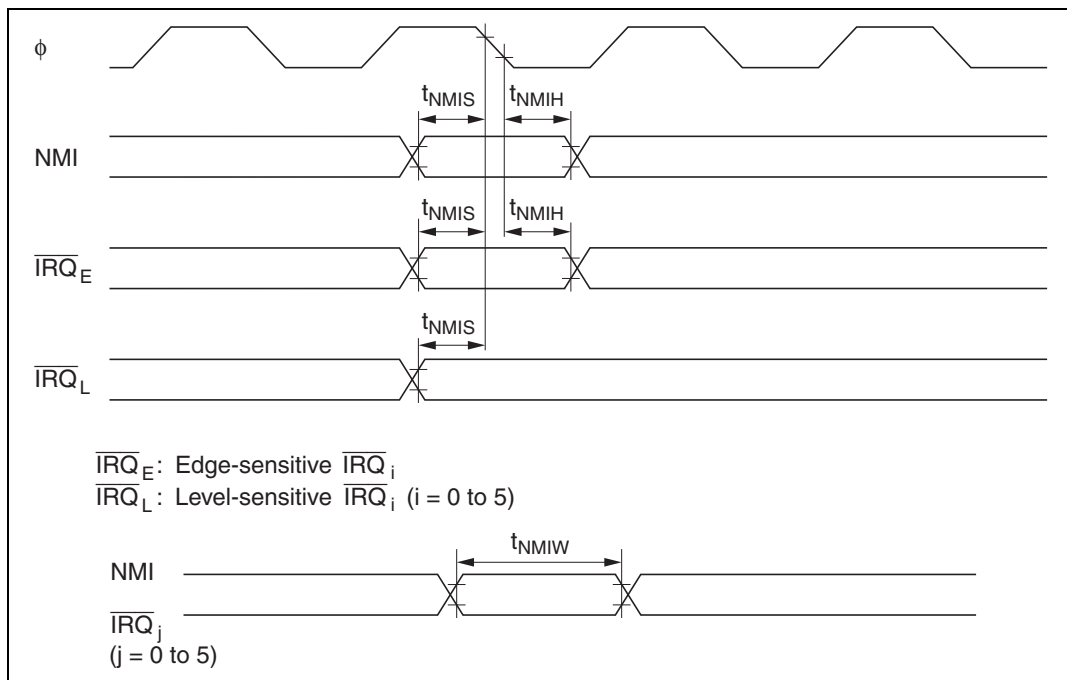 ϕ
tNMIS tNMIH
NMI
tNMIS tNMIH
IRQE
tNMIS
IRQL
IRQE: Edge-sensitive IRQi
IRQL: Level-sensitive IRQi (i = 0 to 5)
tNMIW
NMI
IRQj
(j = 0 to 5)